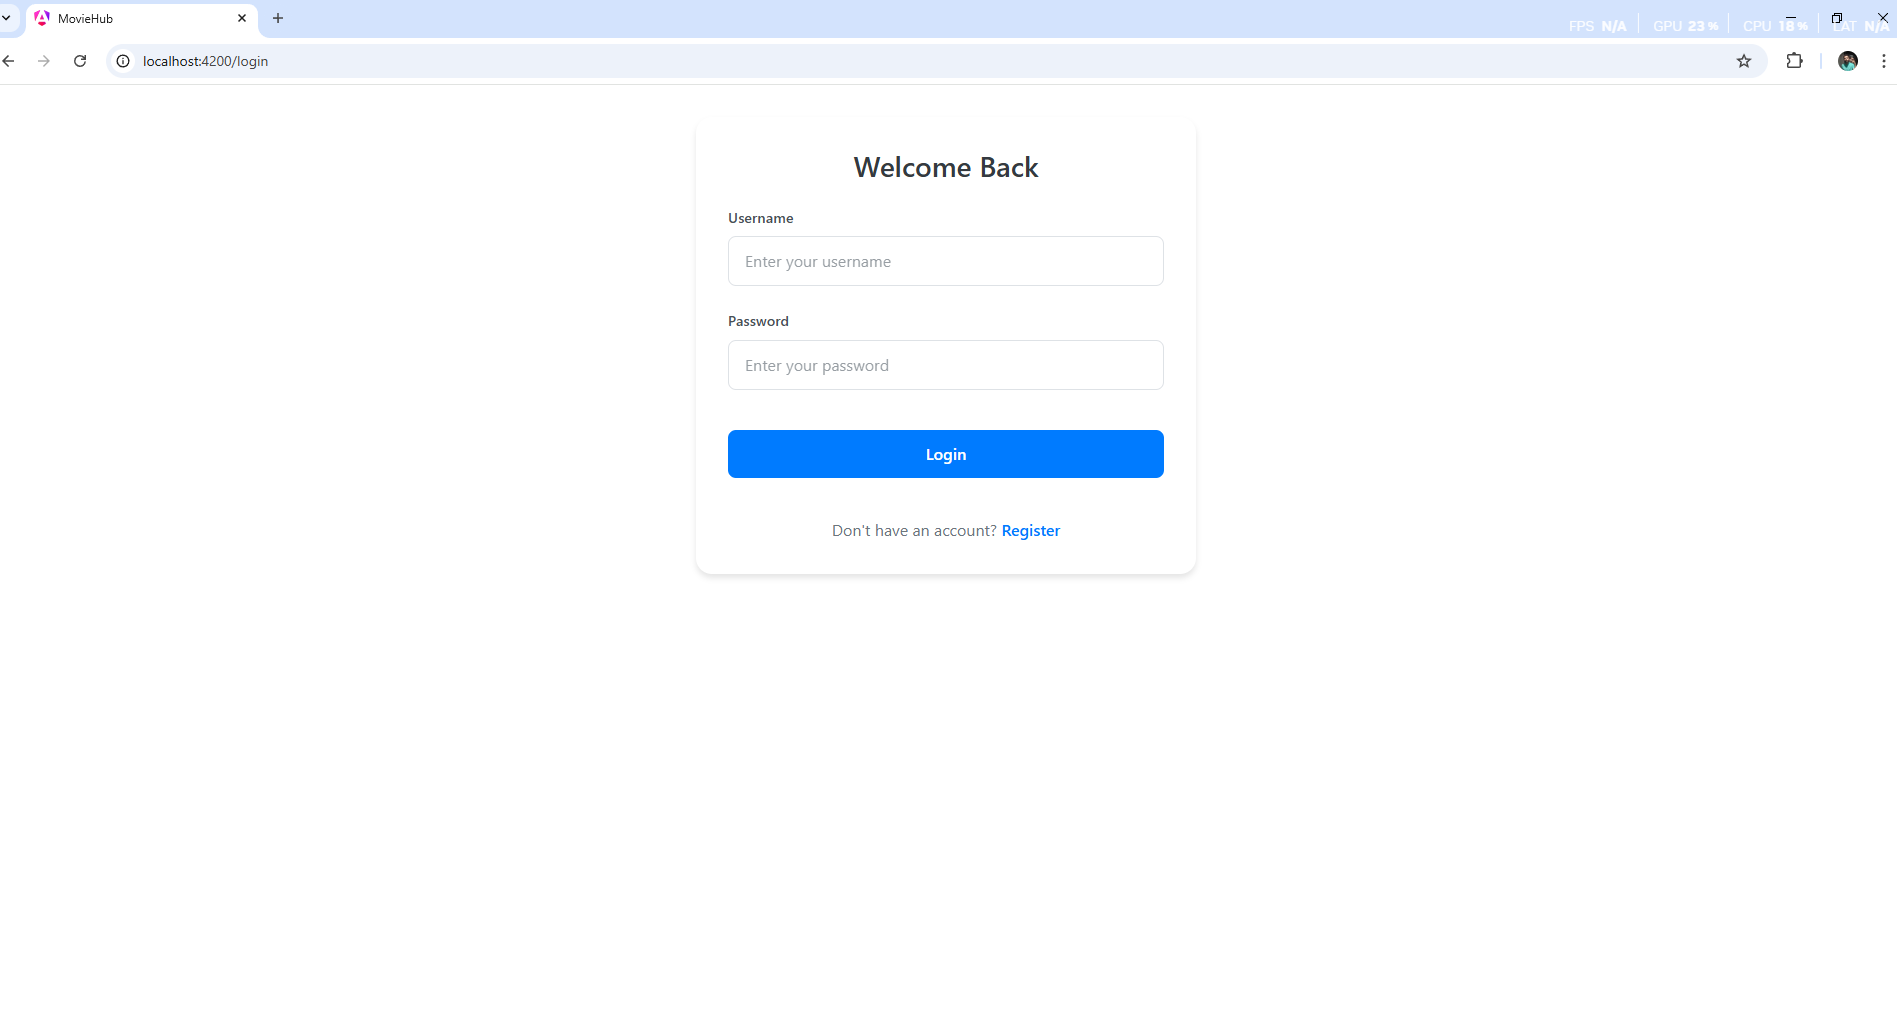 MovieHub
FPS N/A GPU 23 % CPU 18 % LAT N/A
localhost:4200/login
Welcome Back
Username
Enter your username
Password
Enter your password
Login
Don't have an account? Register